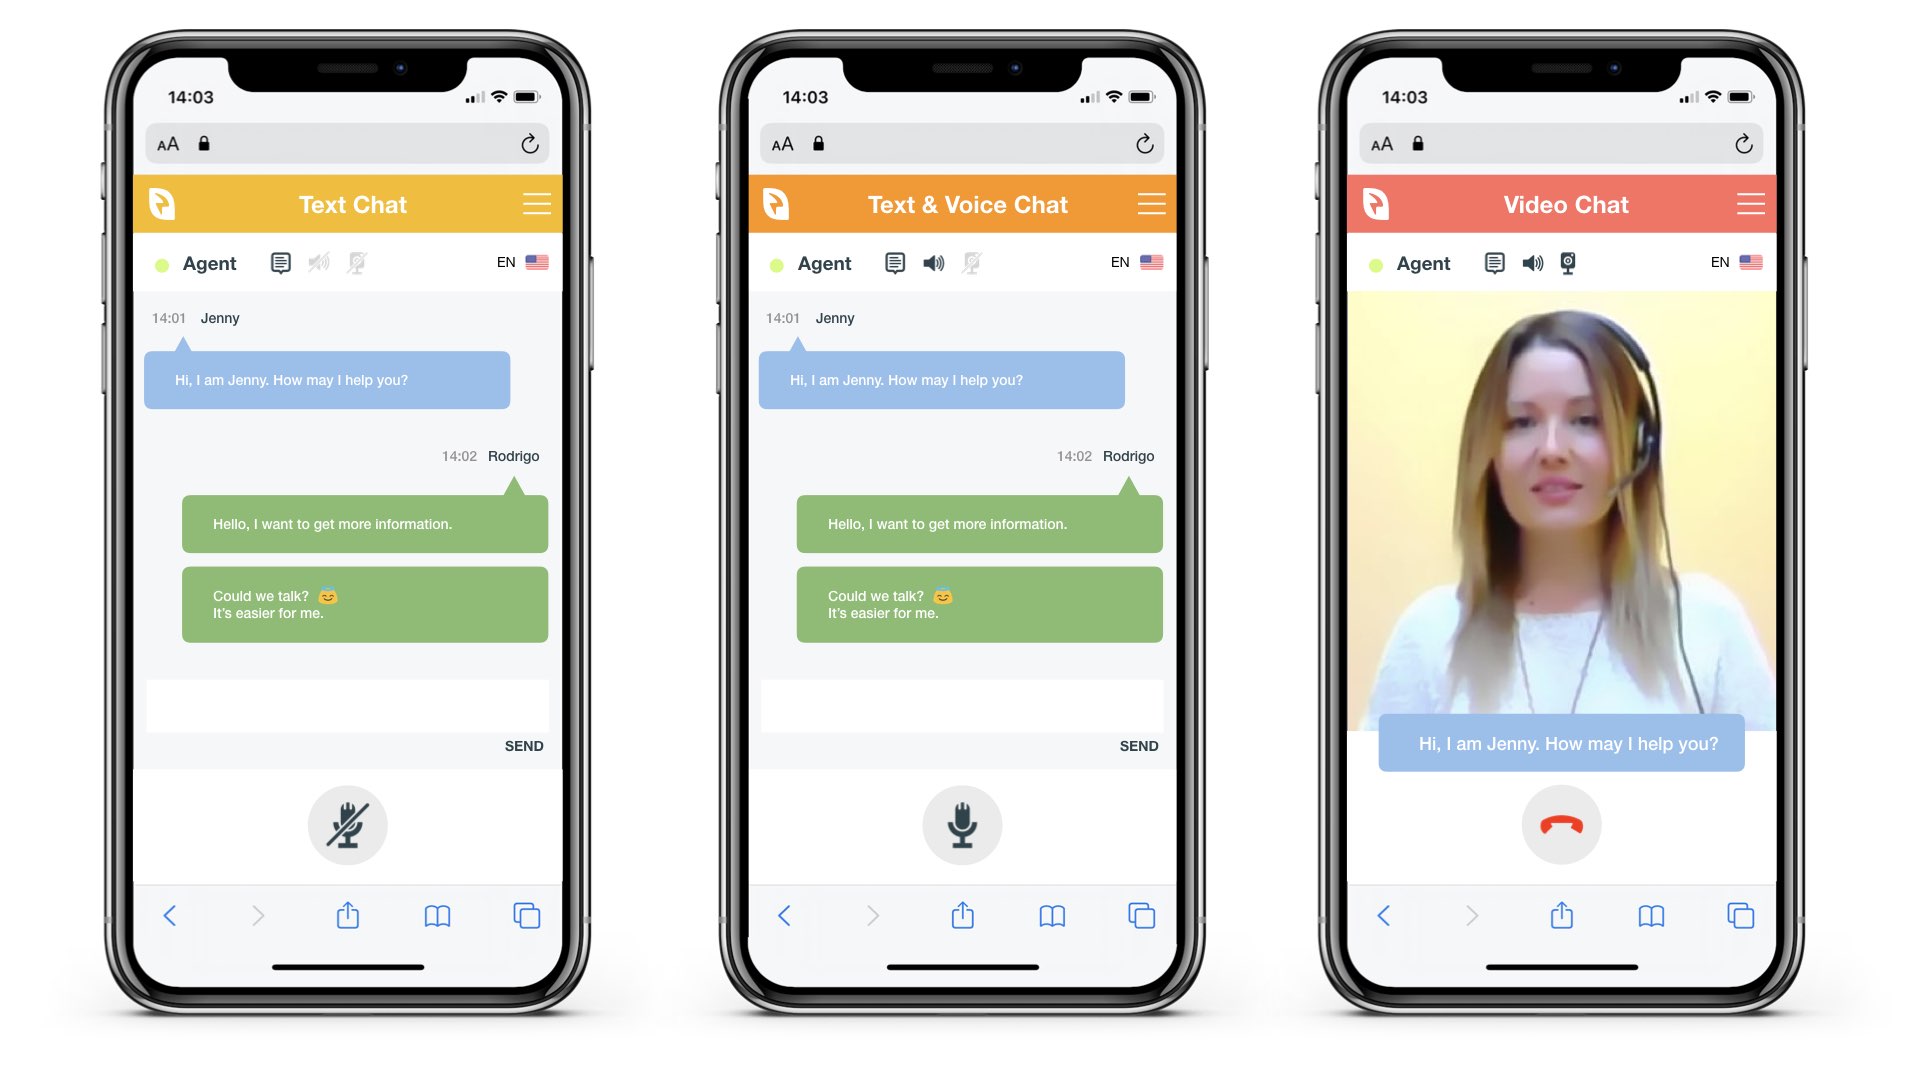 14:03
AA
Text Chat
Agent
EN
14:01 Jenny
Hi, I am Jenny. How may I help you?
14:02 Rodrigo
Hello, I want to get more information.
Could we talk? 😇
It's easier for me.
SEND
14:03
AA
Text & Voice Chat
Agent
EN
14:01 Jenny
Hi, I am Jenny. How may I help you?
14:02 Rodrigo
Hello, I want to get more information.
Could we talk? 😇
It's easier for me.
SEND
14:03
AA
Video Chat
Agent
EN
Hi, I am Jenny. How may I help you?